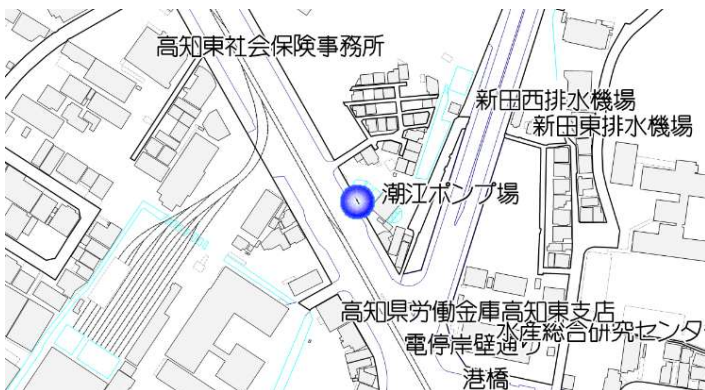 高知東社会保険事務所
新田西排水機場
新田東排水機場
潮江ポンプ場
高知県労働金庫高知東支店
水産総合研究センタ
電停岸壁通り
港橋